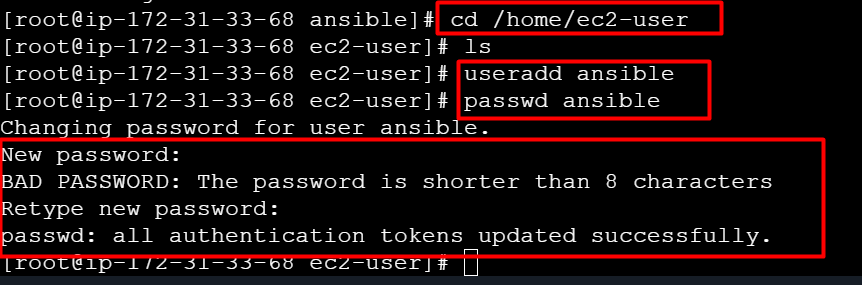 [root@ip-172-31-33-68 ansible]# cd /home/ec2-user
[root@ip-172-31-33-68 ec2-user]# ls
[root@ip-172-31-33-68 ec2-user]# useradd ansible
[root@ip-172-31-33-68 ec2-user]# passwd ansible
Changing password for user ansible.
New password:
BAD PASSWORD: The password is shorter than 8 characters
Retype new password:
passwd: all authentication tokens updated successfully.
[root@ip-172-31-33-68 ec2-user]#